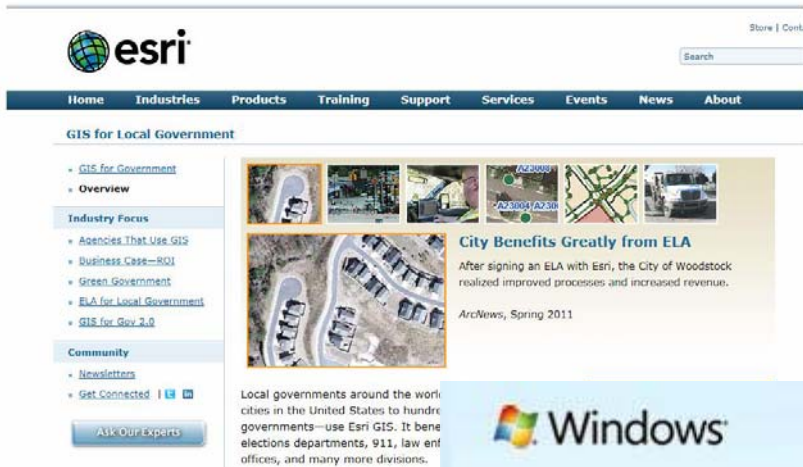 esri
Store | Cont
Search
Home Industries Products Training Support Services Events News About
GIS for Local Government
GIS for Government
Overview
Industry Focus
Agencies That Use GIS
Business Case—ROI
Green Government
ELA for Local Government
GIS for Gov 2.0
Community
Newsletters
Get Connected |
Ask Our Experts
A23008
A23004 A230
City Benefits Greatly from ELA
After signing an ELA with Esri, the City of Woodstock
realized improved processes and increased revenue.
ArcNews, Spring 2011
Local governments around the worl
cities in the United States to hundre
governments—use Esri GIS. It bene
elections departments, 911, law enf
offices, and many more divisions.
Windows